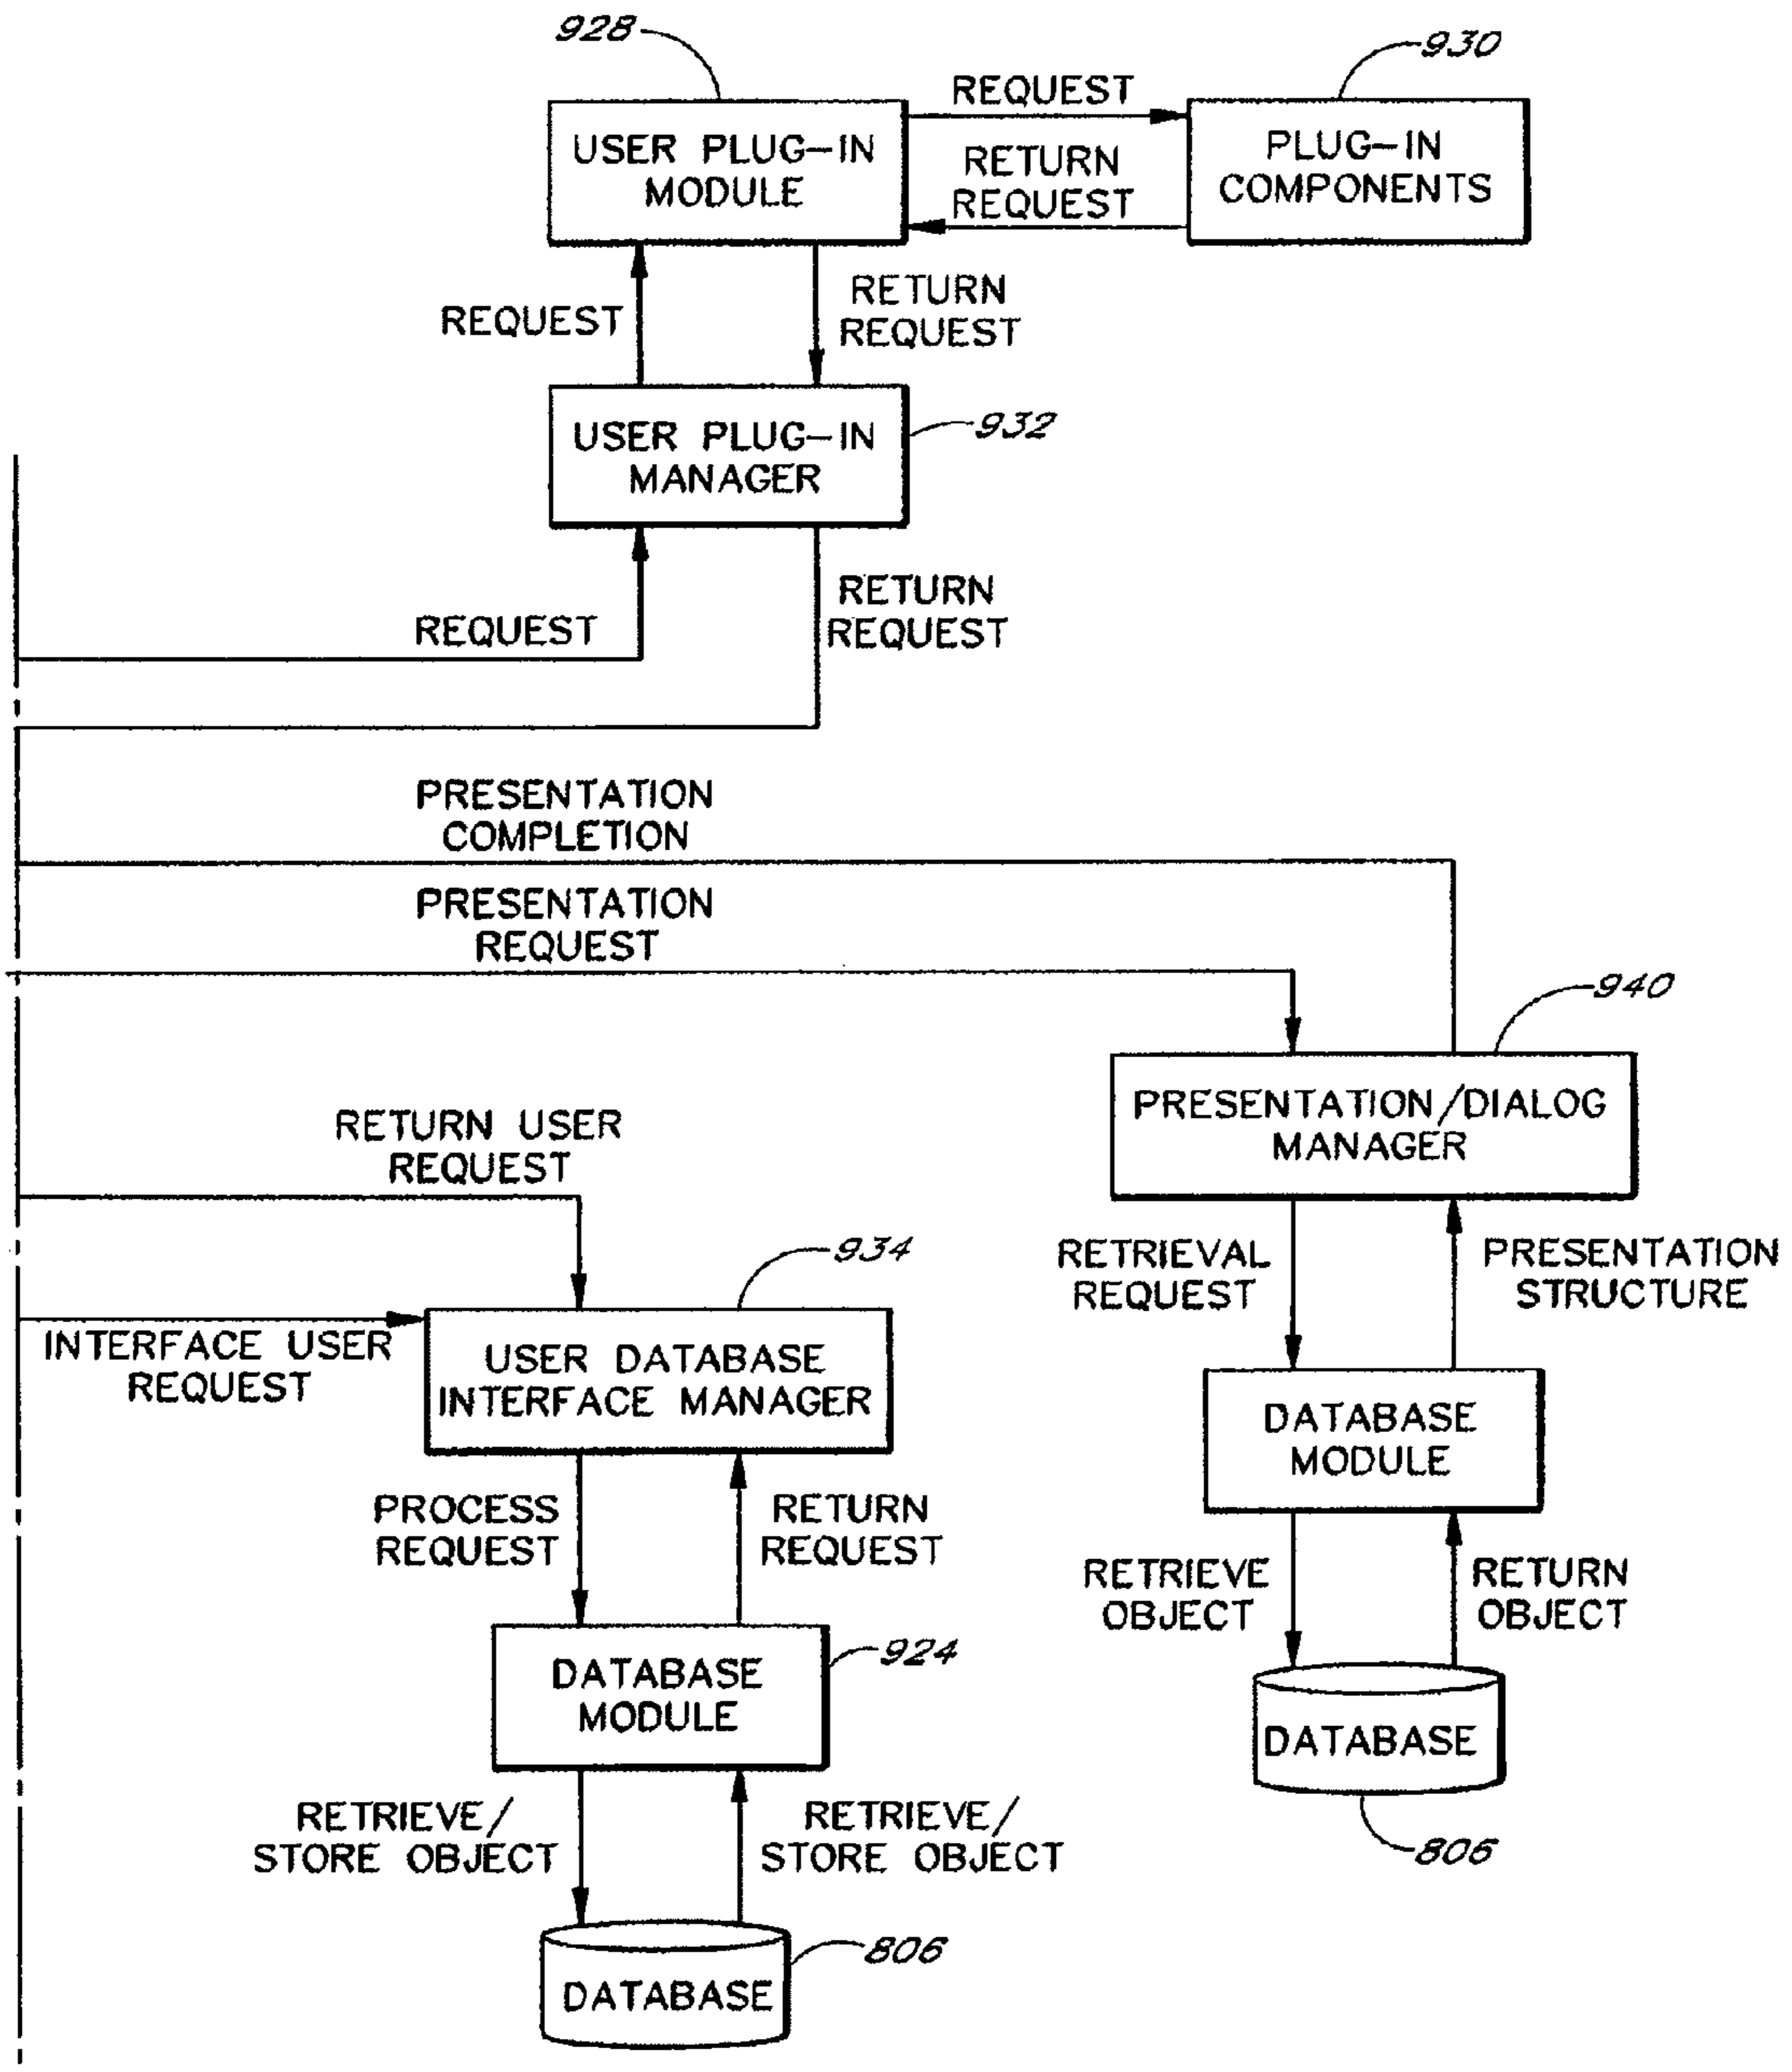 928
930
REQUEST
USER PLUG-IN
MODULE
RETURN
REQUEST
PLUG-IN
COMPONENTS
REQUEST
RETURN
REQUEST
USER PLUG-IN
MANAGER
932
REQUEST
RETURN
REQUEST
PRESENTATION
COMPLETION
PRESENTATION
REQUEST
940
PRESENTATION/DIALOG
MANAGER
RETURN USER
REQUEST
934
RETRIEVAL
REQUEST
PRESENTATION
STRUCTURE
INTERFACE USER
REQUEST
USER DATABASE
INTERFACE MANAGER
DATABASE
MODULE
PROCESS
REQUEST
RETURN
REQUEST
RETRIEVE
OBJECT
RETURN
OBJECT
924
DATABASE
MODULE
DATABASE
806
RETRIEVE/
STORE OBJECT
RETRIEVE/
STORE OBJECT
806
DATABASE